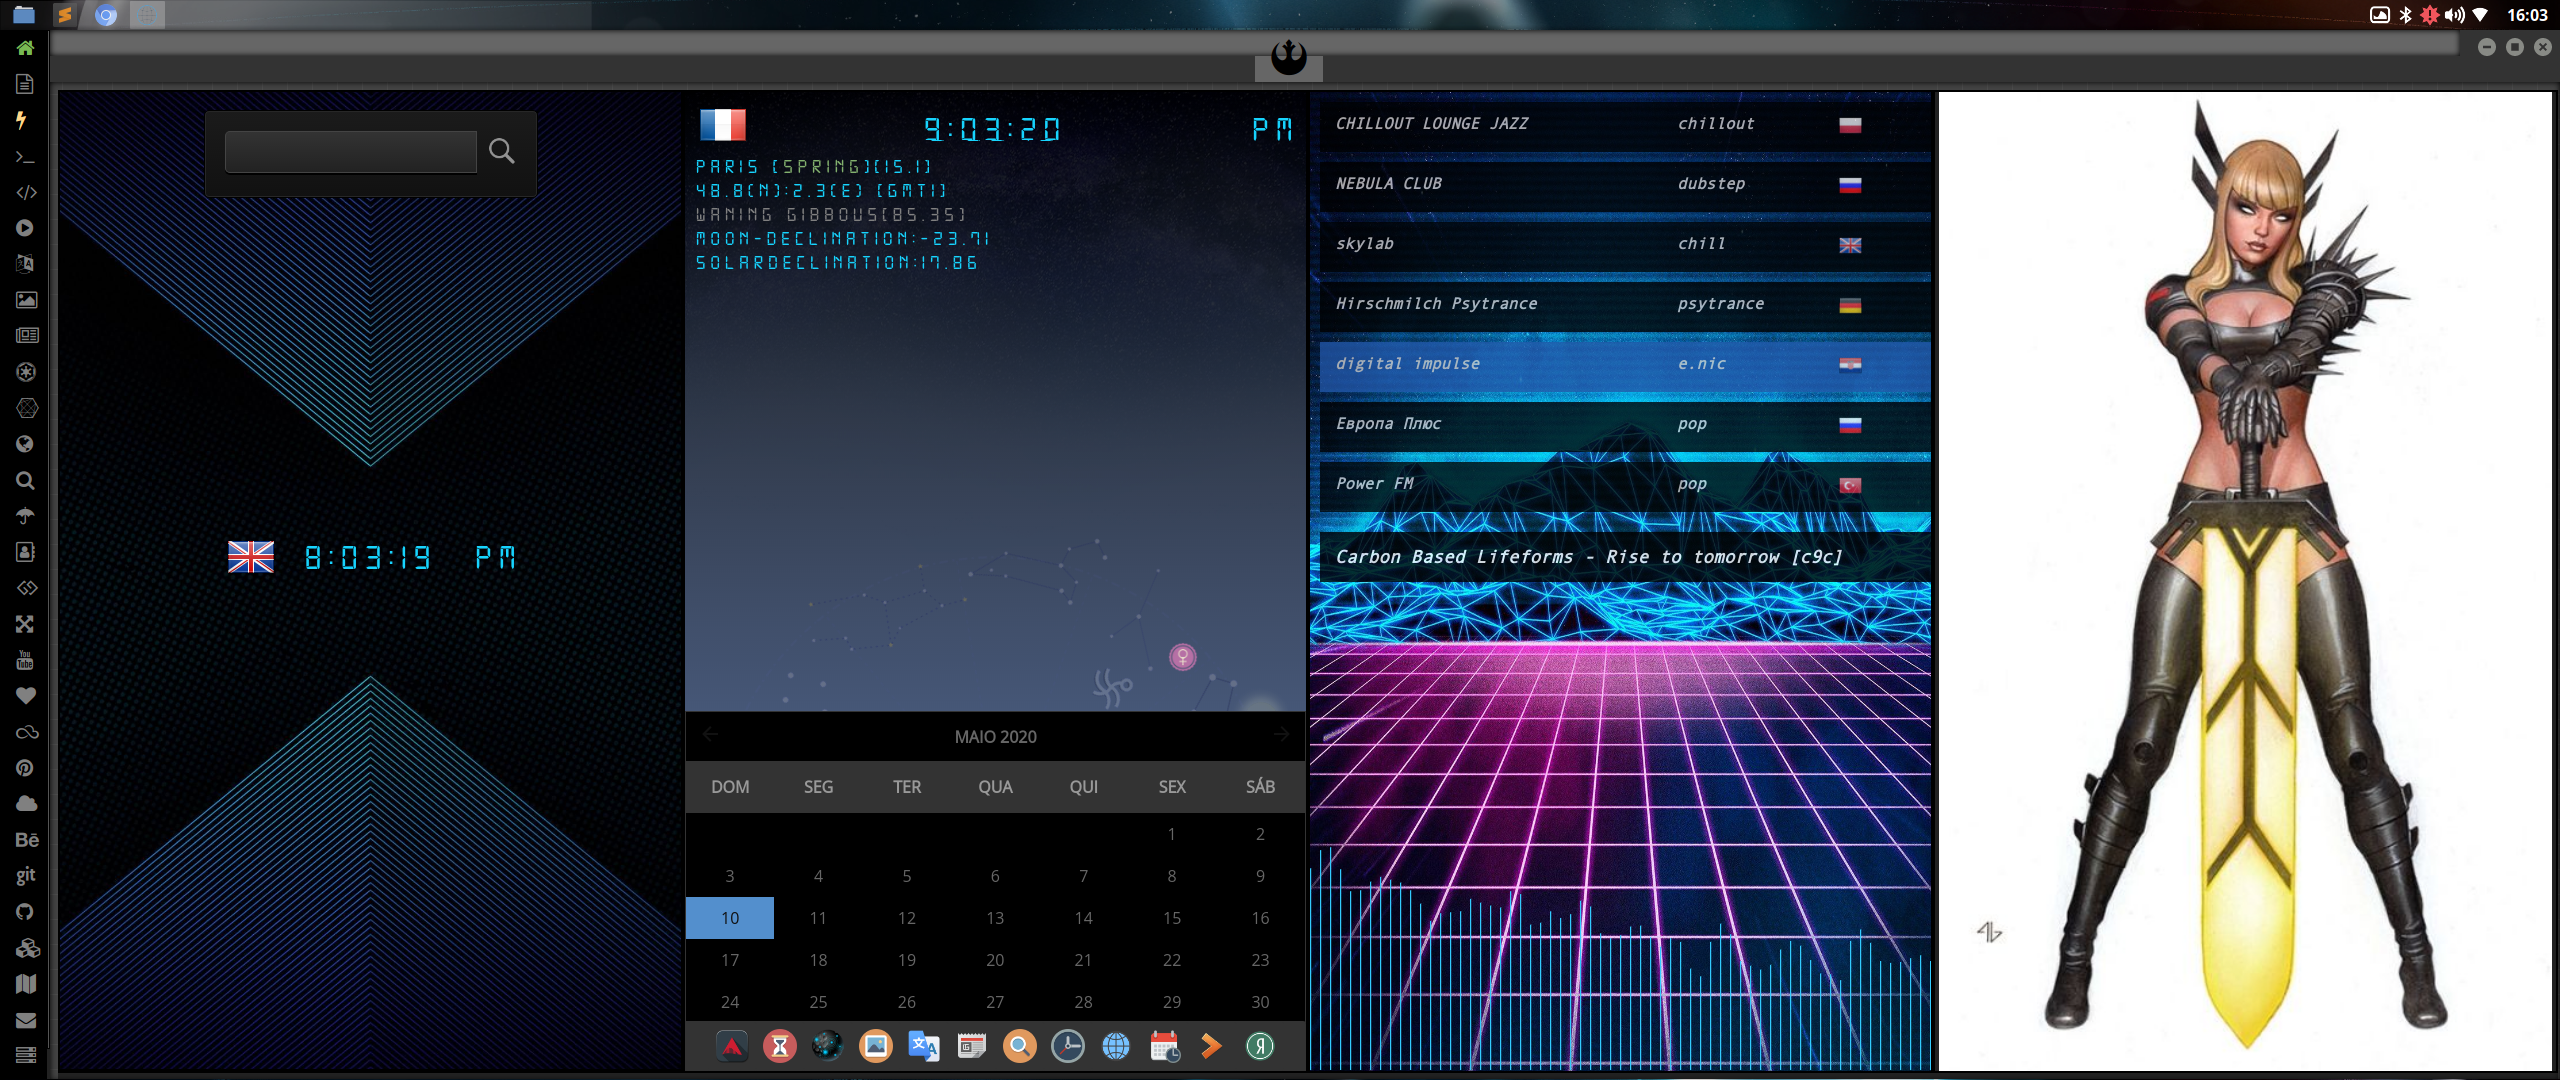 16:03
You
Tube
Bē
git
8:03:19 PM
9:03:20 PM
PARIS [SPRING][15.1]
48.8(N):2.3(E) [GMT1]
WANING GIBBOUS[85.35]
MOON-DECLINATION:-23.71
SOLARDECLINATION:17.86
MAIO 2020
DOM SEG TER QUA QUI SEX SÁB
1 2
3 4 5 6 7 8 9
10 11 12 13 14 15 16
17 18 19 20 21 22 23
24 25 26 27 28 29 30
CHILLOUT LOUNGE JAZZ chillout
NEBULA CLUB dubstep
skylab chill
Hirschmilch Psytrance psytrance
digital impulse e.nic
Европа Плюс pop
Power FM pop
Carbon Based Lifeforms - Rise to tomorrow [c9c]